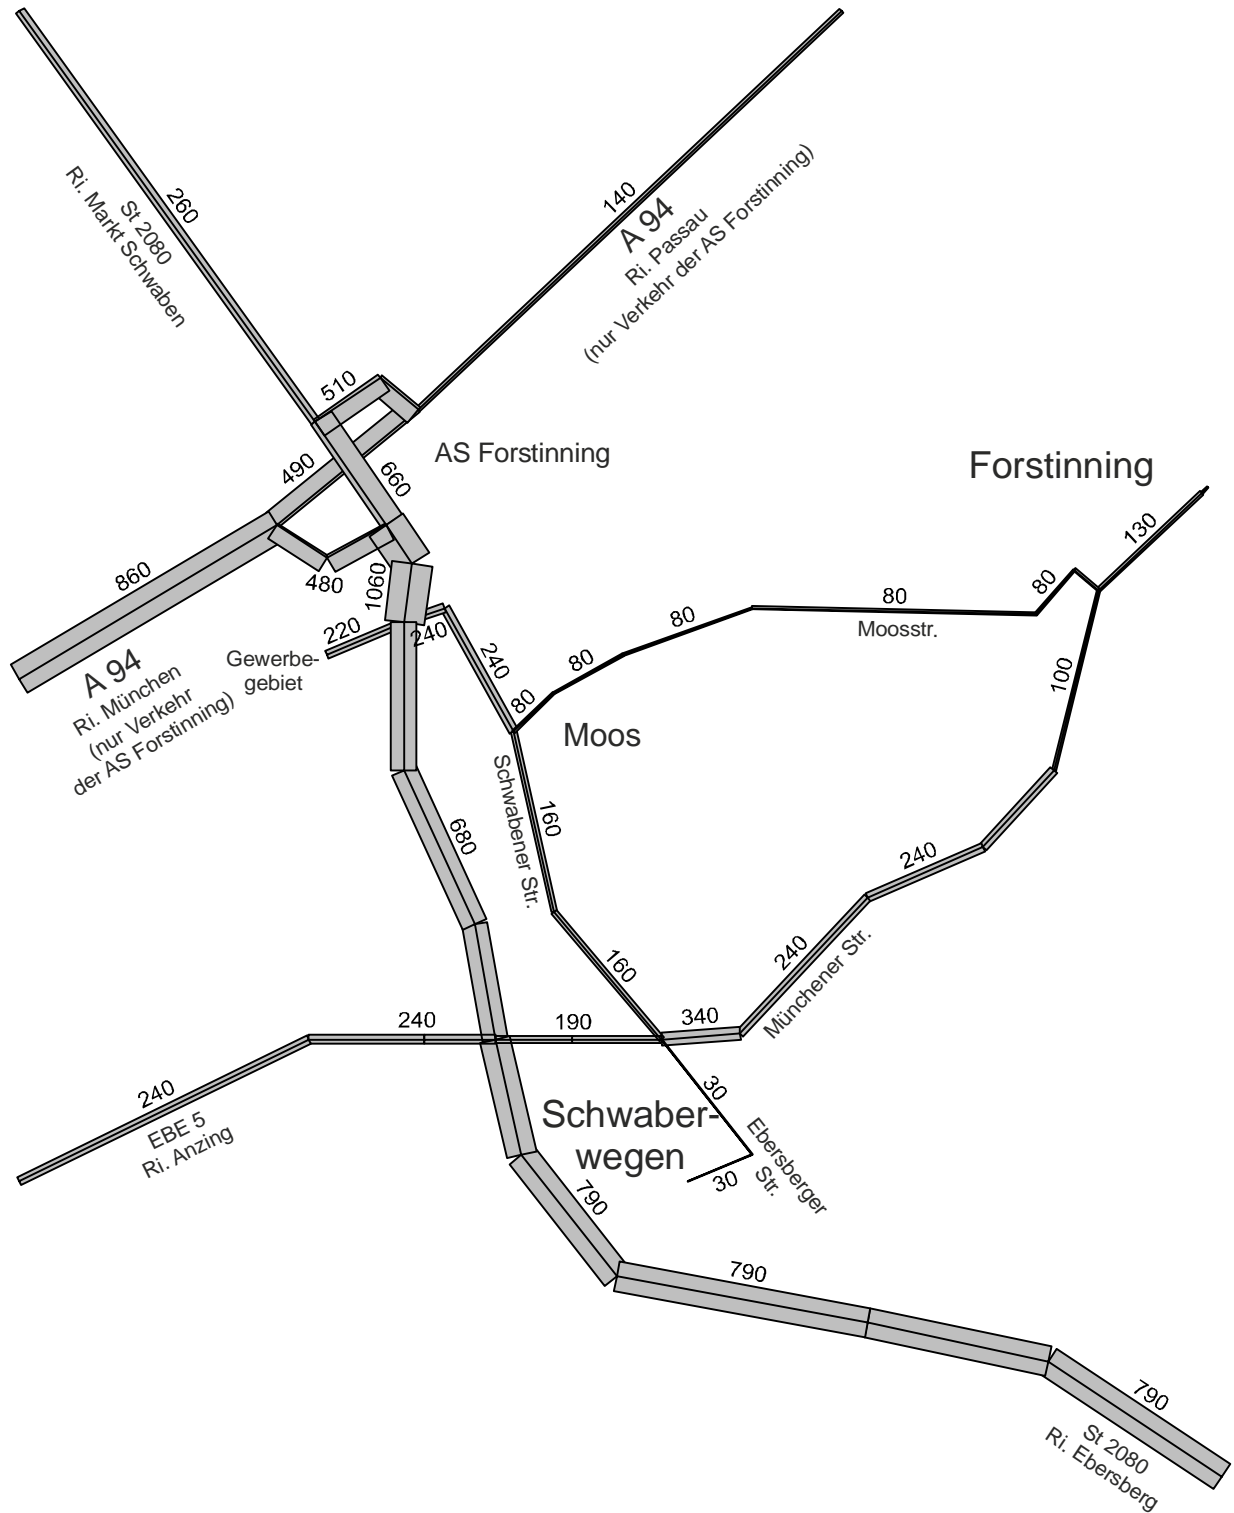 260
St 2080
Ri. Markt Schwaben
140
A 94
Ri. Passau
(nur Verkehr der AS Forstinning)
510
AS Forstinning
490
660
Forstinning
130
860
480
1060
A 94
Ri. München
(nur Verkehr
der AS Forstinning)
220
240
Gewerbe-
gebiet
240
80
80
80
80
Moosstr.
80
100
Moos
Schwabener Str.
160
680
160
240
240
Münchener Str.
240
190
340
240
EBE 5
Ri. Anzing
30
Schwaber-
wegen
30
Ebersberger
Str.
790
790
790
St 2080
Ri. Ebersberg